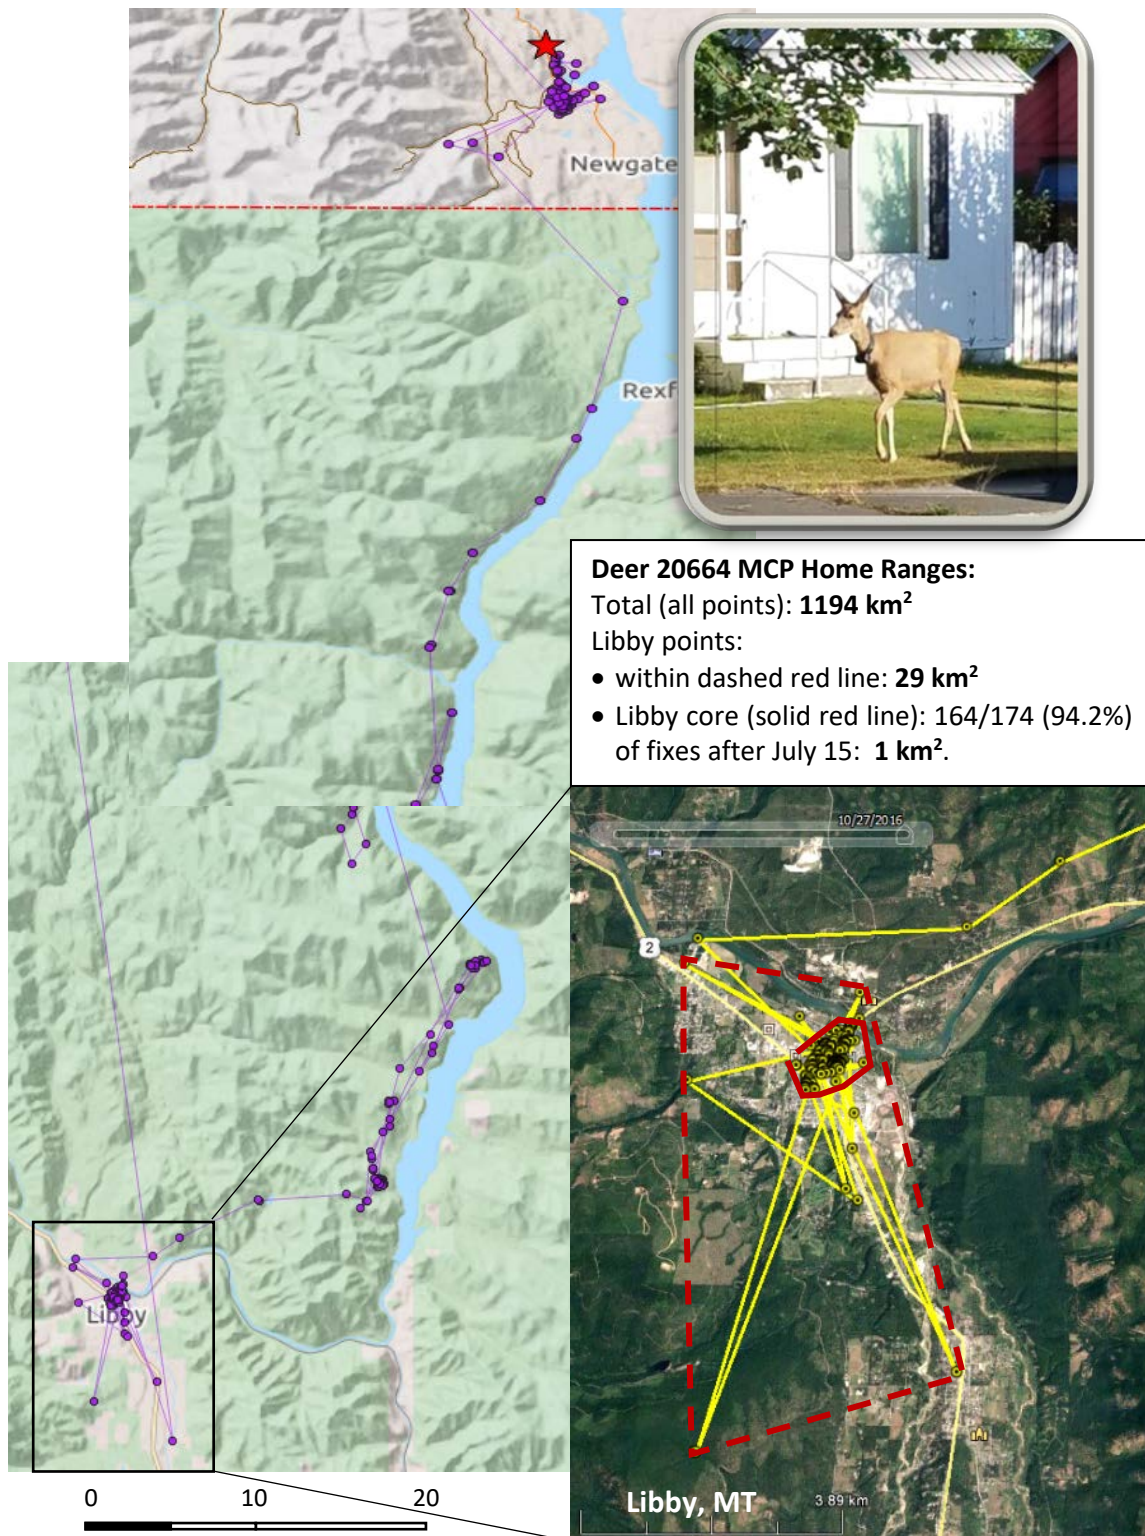 Newgate
Rexf
Deer 20664 MCP Home Ranges:
Total (all points): 1194 km²
Libby points:
• within dashed red line: 29 km²
• Libby core (solid red line): 164/174 (94.2%)
of fixes after July 15: 1 km².
10/27/2016
2
Libby
Libby, MT
3.89 km
0 10 20